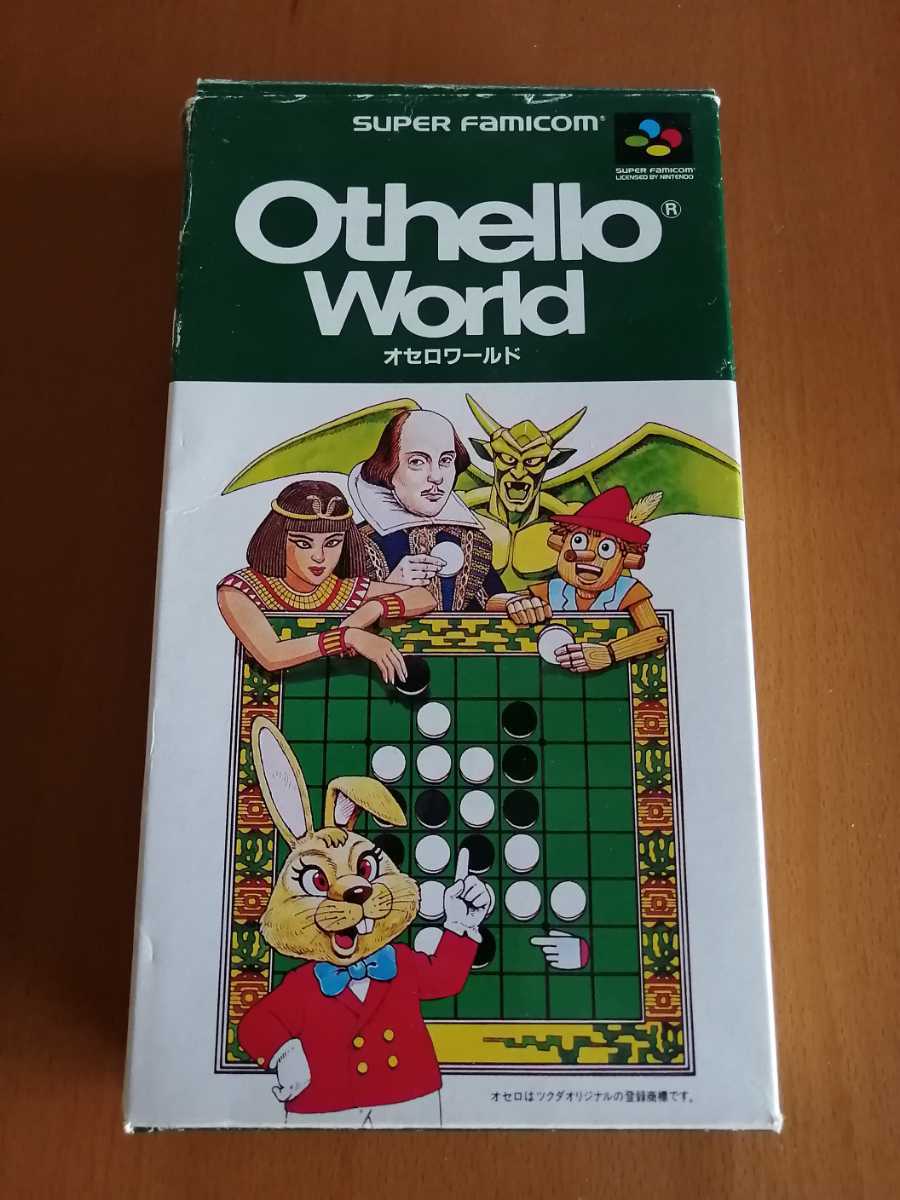 SUPER FAMICOM®
SUPER FAMICOM®
LICENSED BY NINTENDO
Othello®
World
オセロワールド
オセロはツクダオリジナルの登録商標です。